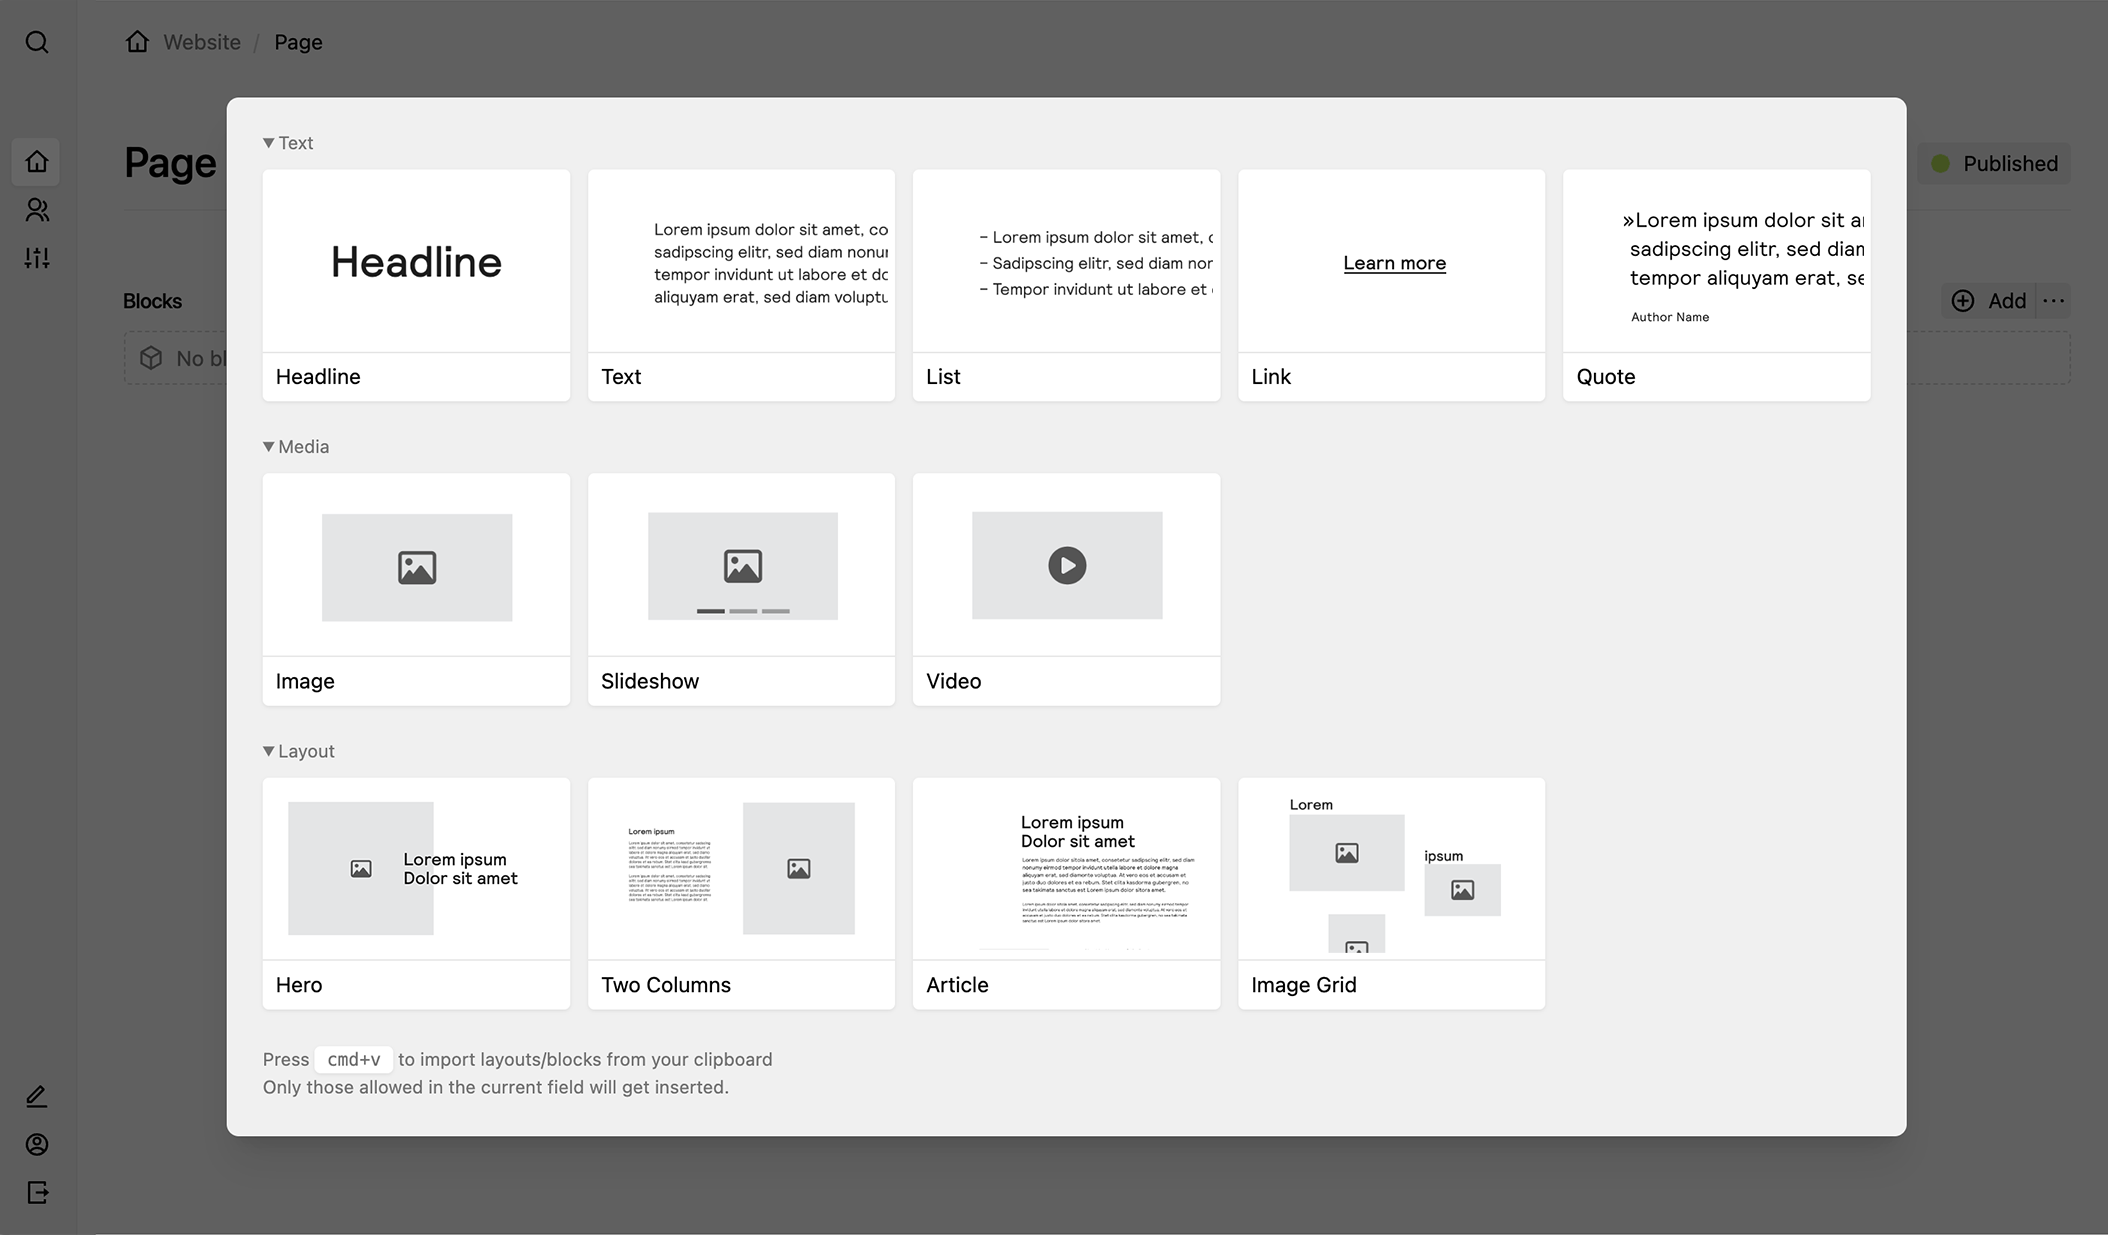 Website / Page
Page
Published
Blocks
Add
No bl
Text
Headline
Headline
Lorem ipsum dolor sit amet, co
sadipscing elitr, sed diam nonu
tempor invidunt ut labore et do
aliquyam erat, sed diam voluptu
Text
– Lorem ipsum dolor sit amet, c
– Sadipscing elitr, sed diam nor
– Tempor invidunt ut labore et
List
Learn more
Link
»Lorem ipsum dolor sit a
sadipscing elitr, sed dian
tempor aliquyam erat, se
Author Name
Quote
Media
Image
Slideshow
Video
Layout
Lorem ipsum
Dolor sit amet
Hero
Lorem ipsum
Two Columns
Lorem ipsum
Dolor sit amet
Article
Lorem
ipsum
Image Grid
Press cmd+v to import layouts/blocks from your clipboard
Only those allowed in the current field will get inserted.